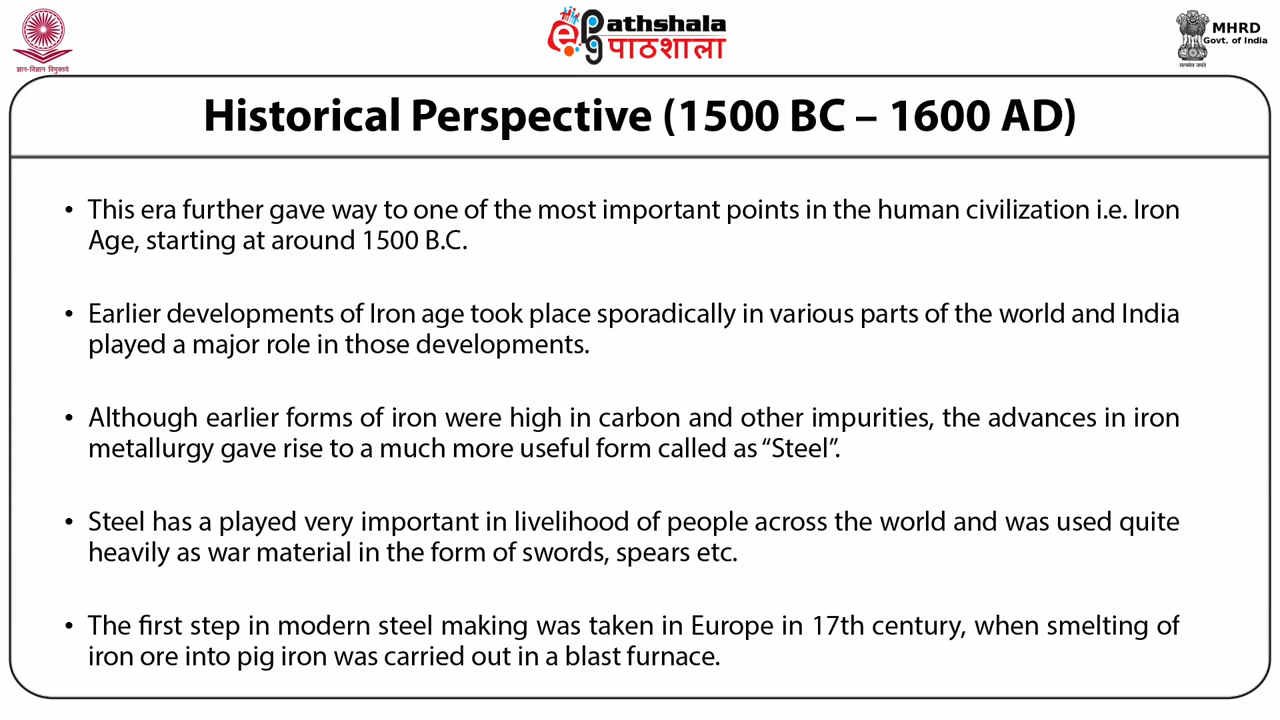 ज्ञान-विज्ञान विमुक्तये
ePathshala
पाठशाला
MHRD
Govt. of India
सत्यमेव जयते
Historical Perspective (1500 BC – 1600 AD)
• This era further gave way to one of the most important points in the human civilization i.e. Iron
Age, starting at around 1500 B.C.
• Earlier developments of Iron age took place sporadically in various parts of the world and India
played a major role in those developments.
• Although earlier forms of iron were high in carbon and other impurities, the advances in iron
metallurgy gave rise to a much more useful form called as “Steel”.
• Steel has a played very important in livelihood of people across the world and was used quite
heavily as war material in the form of swords, spears etc.
• The first step in modern steel making was taken in Europe in 17th century, when smelting of
iron ore into pig iron was carried out in a blast furnace.